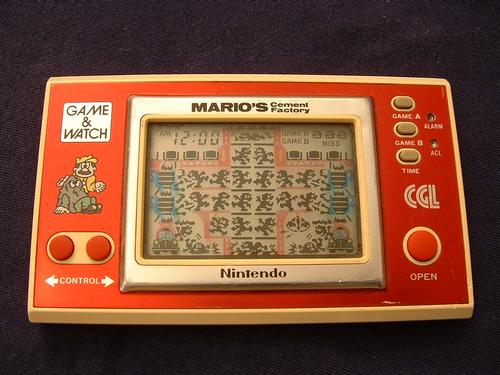 GAME
&
WATCH
MARIO'S Cement
Factory
AM 12:00
GAME A
GAME B
MISS
GAME A
ALARM
GAME B
ACL
TIME
CGL
OPEN
CONTROL
Nintendo